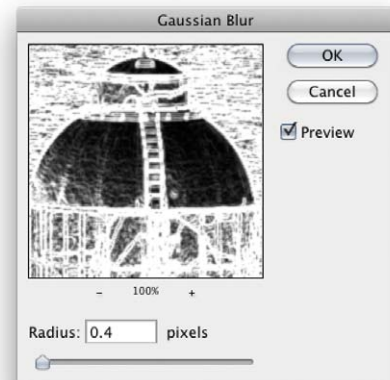 Gaussian Blur
OK
Cancel
Preview
- 100% +
Radius: 0.4 pixels